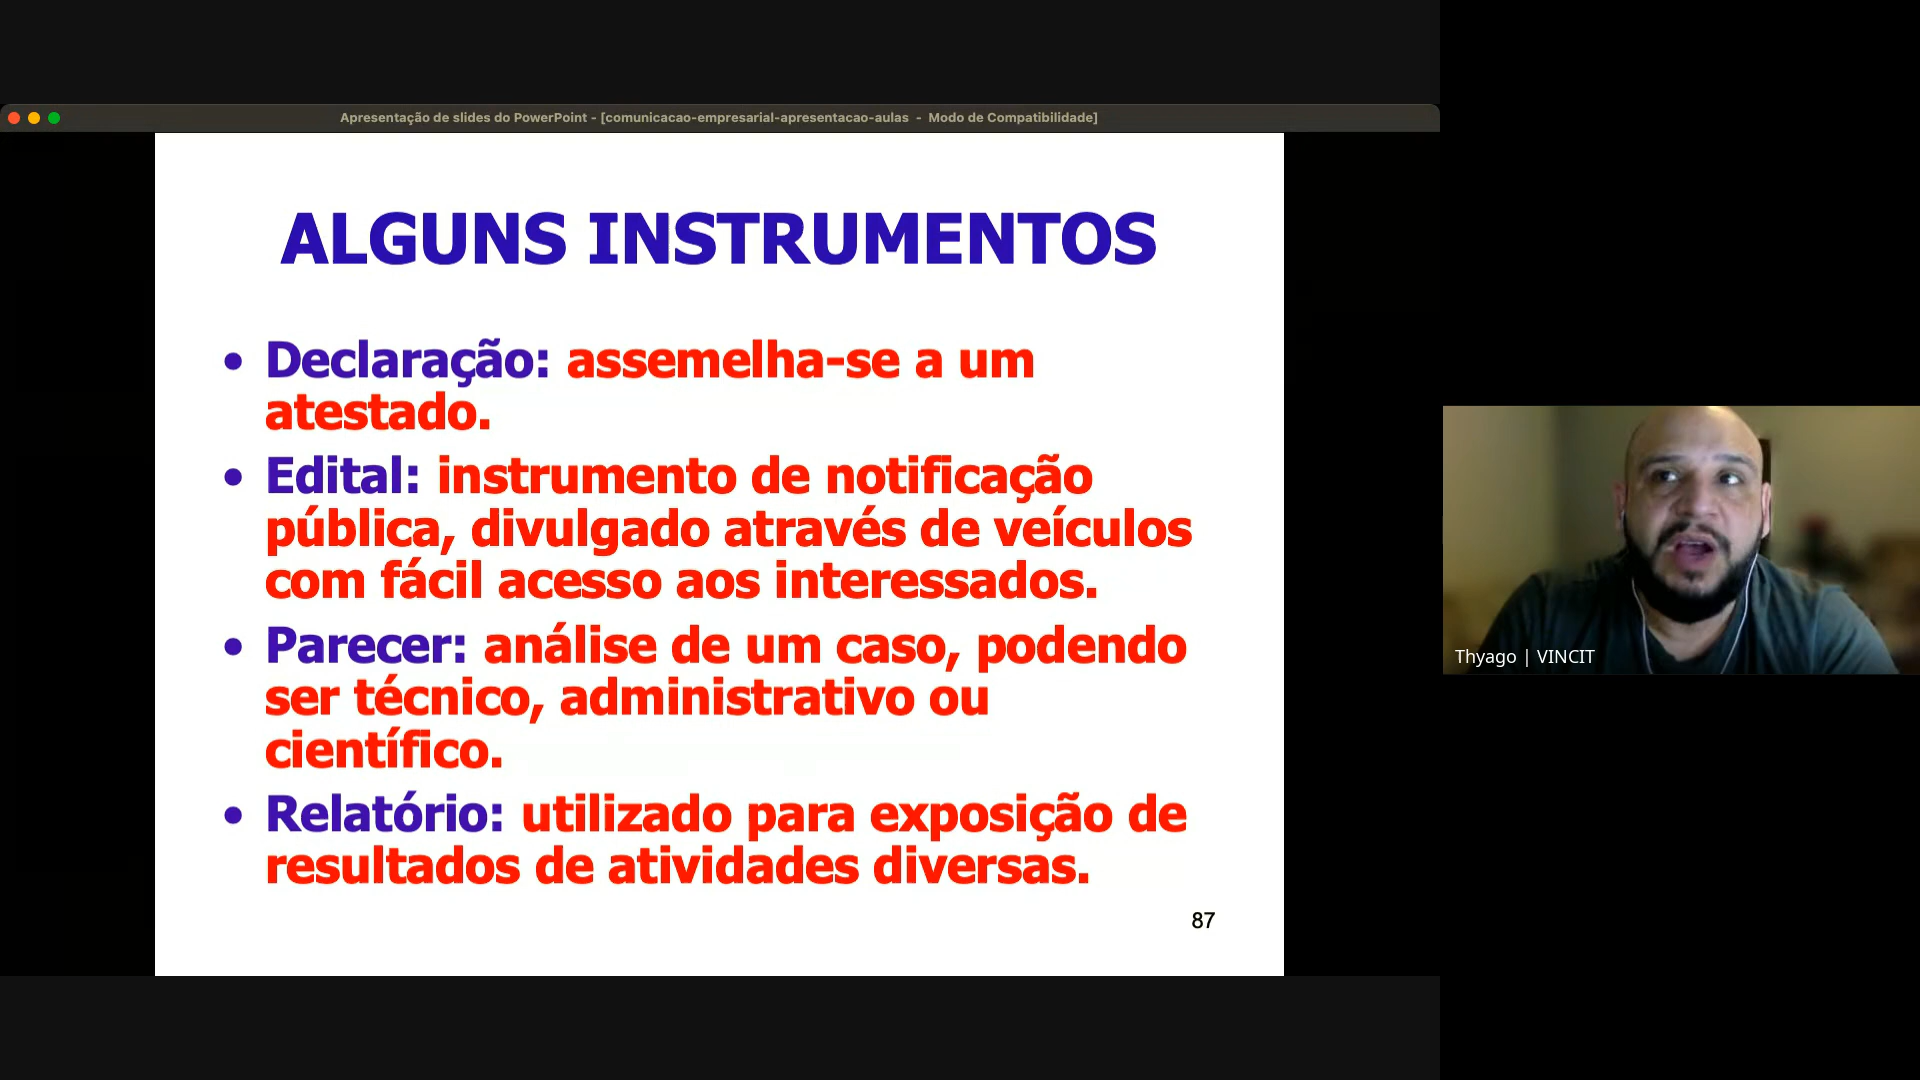 Apresentação de slides do PowerPoint - [comunicacao-empresarial-apresentacao-aulas - Modo de Compatibilidade]
ALGUNS INSTRUMENTOS
• Declaração: assemelha-se a um
atestado.
• Edital: instrumento de notificação
pública, divulgado através de veículos
com fácil acesso aos interessados.
• Parecer: análise de um caso, podendo
ser técnico, administrativo ou
científico.
• Relatório: utilizado para exposição de
resultados de atividades diversas.
87
Thyago | VINCIT